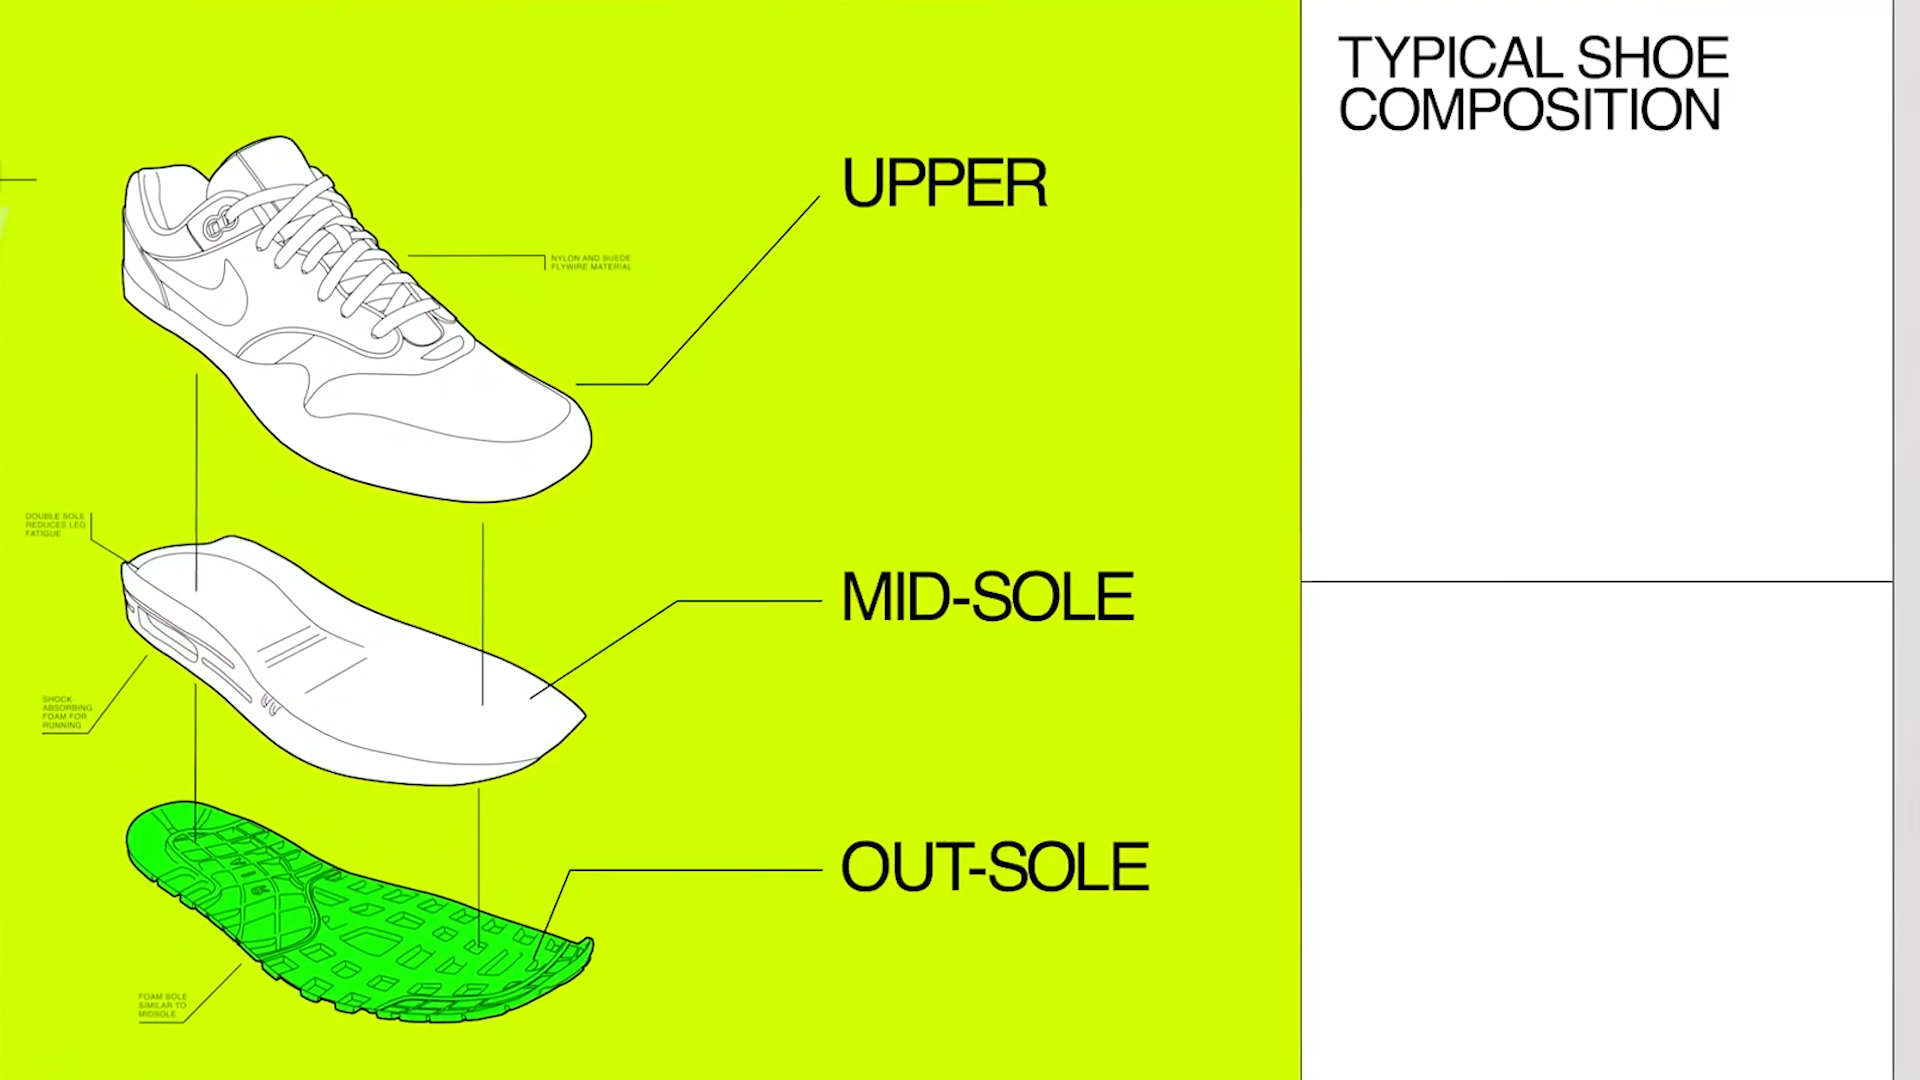 TYPICAL SHOE
COMPOSITION
UPPER
NYLON AND SUEDE
FLYWIRE MATERIAL
DOUBLE SOLE
REDUCES LEG
FATIGUE
MID-SOLE
SHOCK-
ABSORBING
FOAM FOR
RUNNING
OUT-SOLE
FOAM SOLE
SIMILAR TO
MIDSOLE